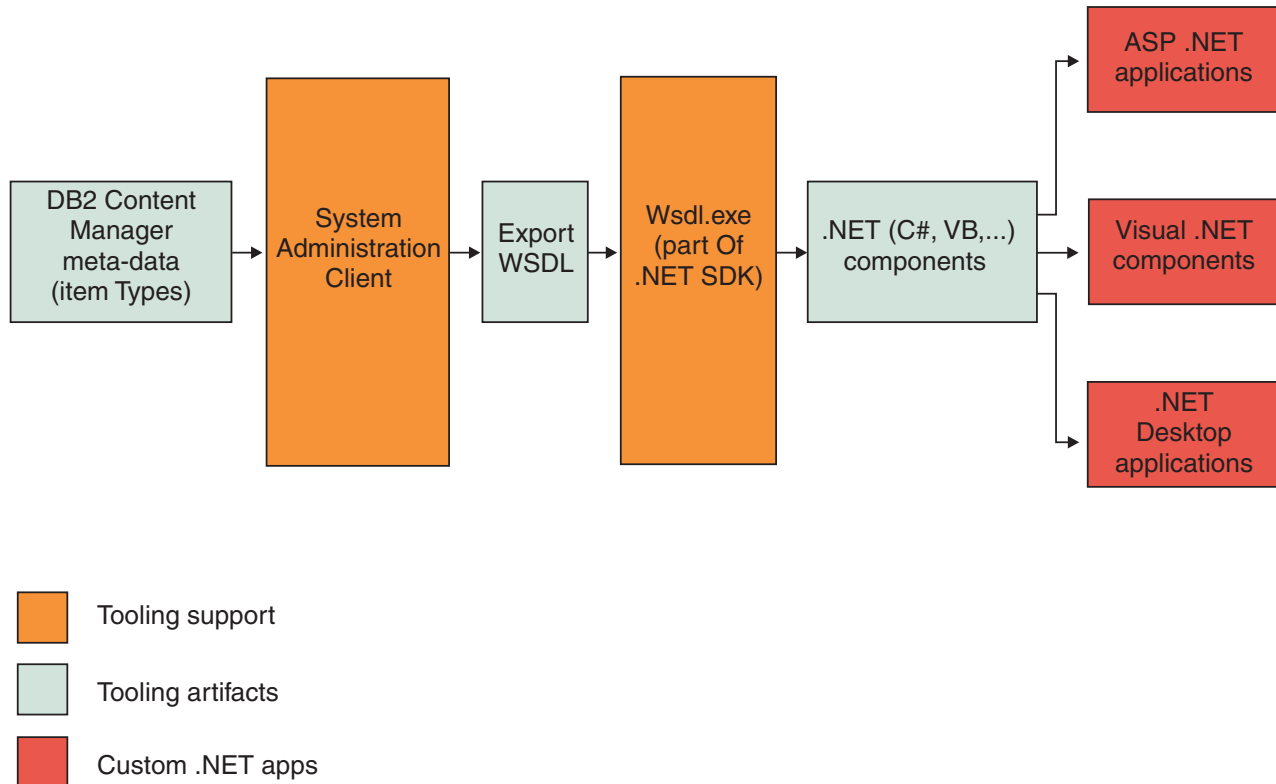 DB2 Content
Manager
meta-data
(item Types)
System
Administration
Client
Export
WSDL
Wsdl.exe
(part Of
.NET SDK)
.NET (C#, VB,...)
components
ASP .NET
applications
Visual .NET
components
.NET
Desktop
applications
Tooling support
Tooling artifacts
Custom .NET apps